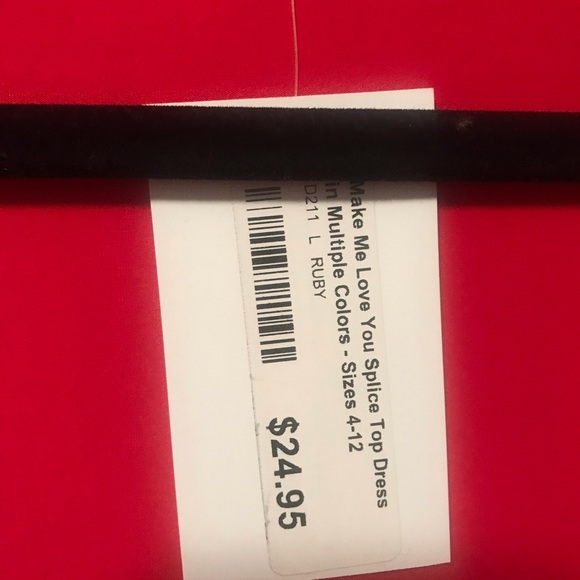 Make Me Love You Splice Top Dress
in Multiple Colors - Sizes 4-12
D211 L RUBY
$24.95